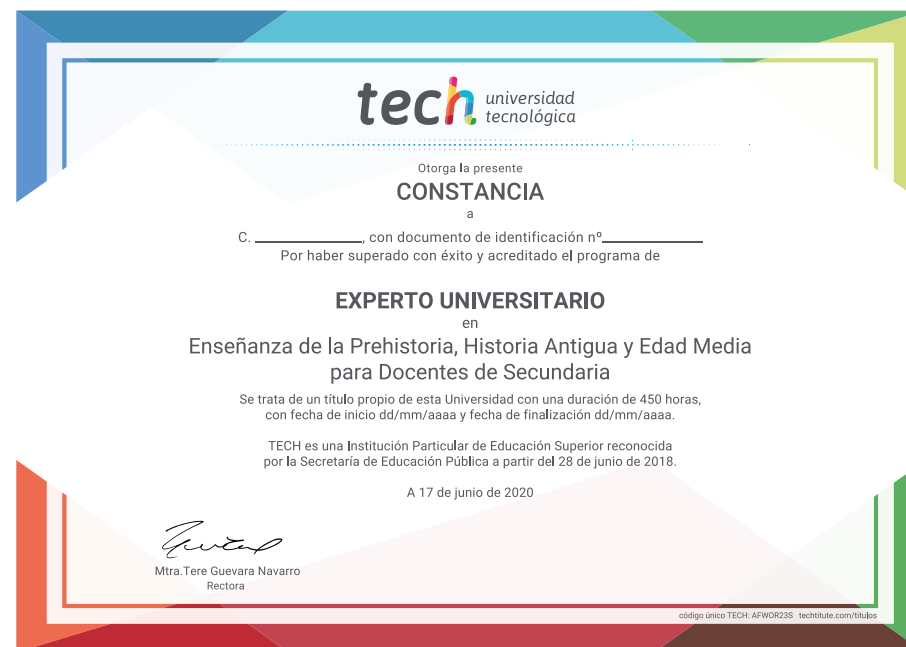 tech universidad
tecnológica
Otorga la presente
CONSTANCIA
a
C. ____________, con documento de identificación nº____________
Por haber superado con éxito y acreditado el programa de
EXPERTO UNIVERSITARIO
en
Enseñanza de la Prehistoria, Historia Antigua y Edad Media
para Docentes de Secundaria
Se trata de un título propio de esta Universidad con una duración de 450 horas,
con fecha de inicio dd/mm/aaaa y fecha de finalización dd/mm/aaaa.
TECH es una Institución Particular de Educación Superior reconocida
por la Secretaría de Educación Pública a partir del 28 de junio de 2018.
A 17 de junio de 2020
Mtra.Tere Guevara Navarro
Rectora
código único TECH: AFWOR23S techtitute.com/titulos